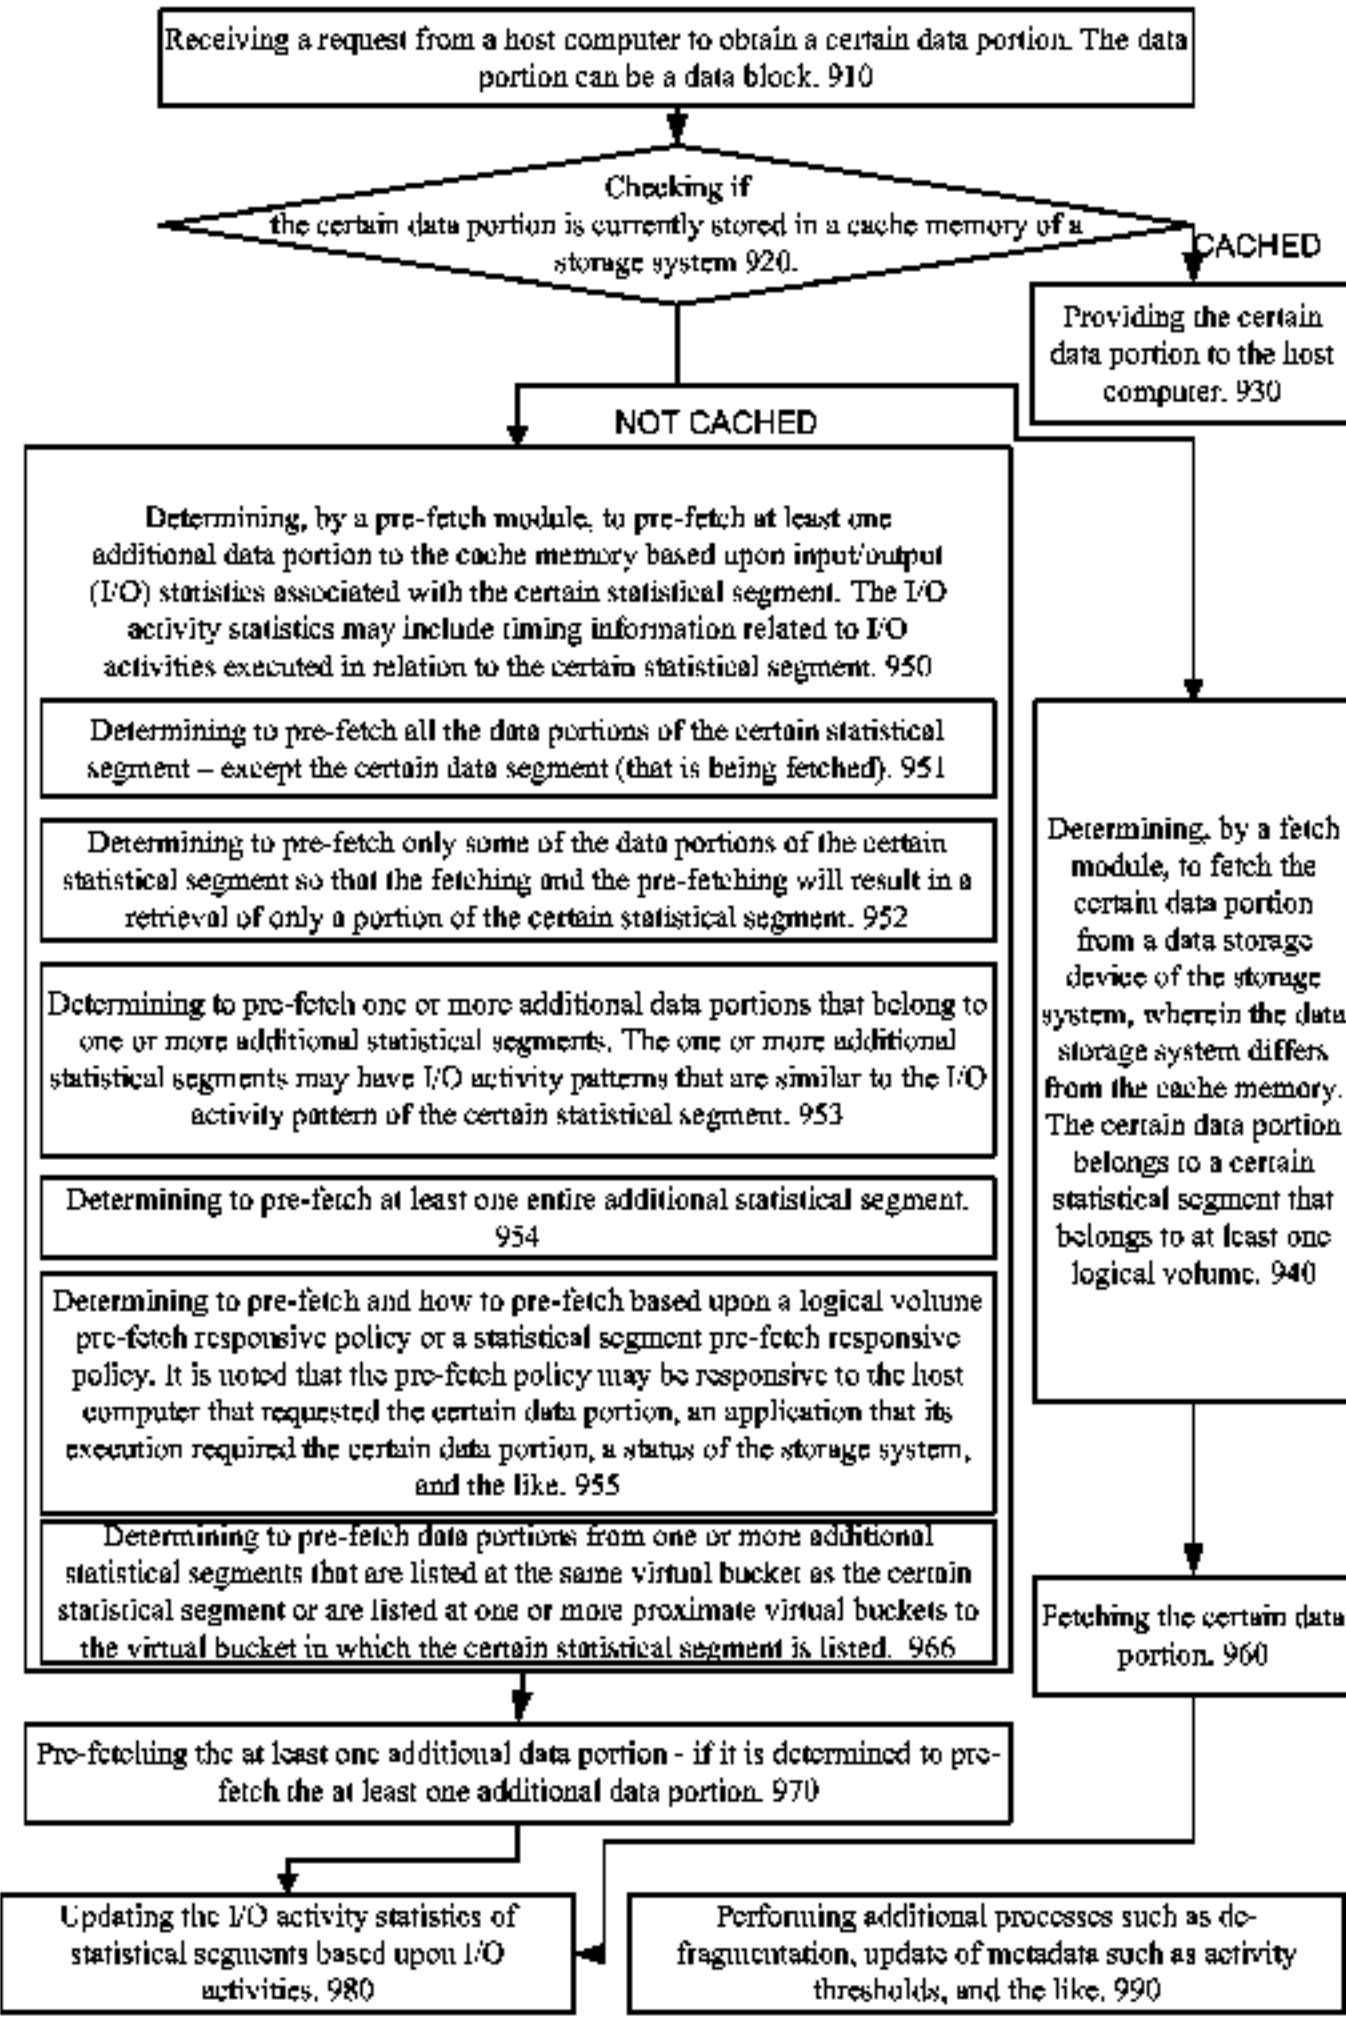 Receiving a request from a host computer to obtain a certain data portion. The data
portion can be a data block. 910
Checking if
the certain data portion is currently stored in a cache memory of a
storage system 920.
CACHED
Providing the certain
data portion to the host
computer. 930
NOT CACHED
Determining, by a pre-fetch module, to pre-fetch at least one
additional data portion to the cache memory based upon input/output
(I/O) statistics associated with the certain statistical segment. The I/O
activity statistics may include timing information related to I/O
activities executed in relation to the certain statistical segment. 950
Determining to pre-fetch all the data portions of the certain statistical
segment – except the certain data segment (that is being fetched). 951
Determining to pre-fetch only some of the data portions of the certain
statistical segment so that the fetching and the pre-fetching will result in a
retrieval of only a portion of the certain statistical segment. 952
Determining to pre-fetch one or more additional data portions that belong to
one or more additional statistical segments. The one or more additional
statistical segments may have I/O activity patterns that are similar to the I/O
activity pattern of the certain statistical segment. 953
Determining to pre-fetch at least one entire additional statistical segment.
954
Determining to pre-fetch and how to pre-fetch based upon a logical volume
pre-fetch responsive policy or a statistical segment pre-fetch responsive
policy. It is noted that the pre-fetch policy may be responsive to the host
computer that requested the certain data portion, an application that its
execution required the certain data portion, a status of the storage system,
and the like. 955
Determining to pre-fetch data portions from one or more additional
statistical segments that are listed at the same virtual bucket as the certain
statistical segment or are listed at one or more proximate virtual buckets to
the virtual bucket in which the certain statistical segment is listed. 966
Determining, by a fetch
module, to fetch the
certain data portion
from a data storage
device of the storage
system, wherein the data
storage system differs
from the cache memory.
The certain data portion
belongs to a certain
statistical segment that
belongs to at least one
logical volume. 940
Fetching the certain data
portion. 960
Pre-fetching the at least one additional data portion - if it is determined to pre-
fetch the at least one additional data portion. 970
Updating the I/O activity statistics of
statistical segments based upon I/O
activities. 980
Performing additional processes such as de-
fragmentation, update of metadata such as activity
thresholds, and the like. 990